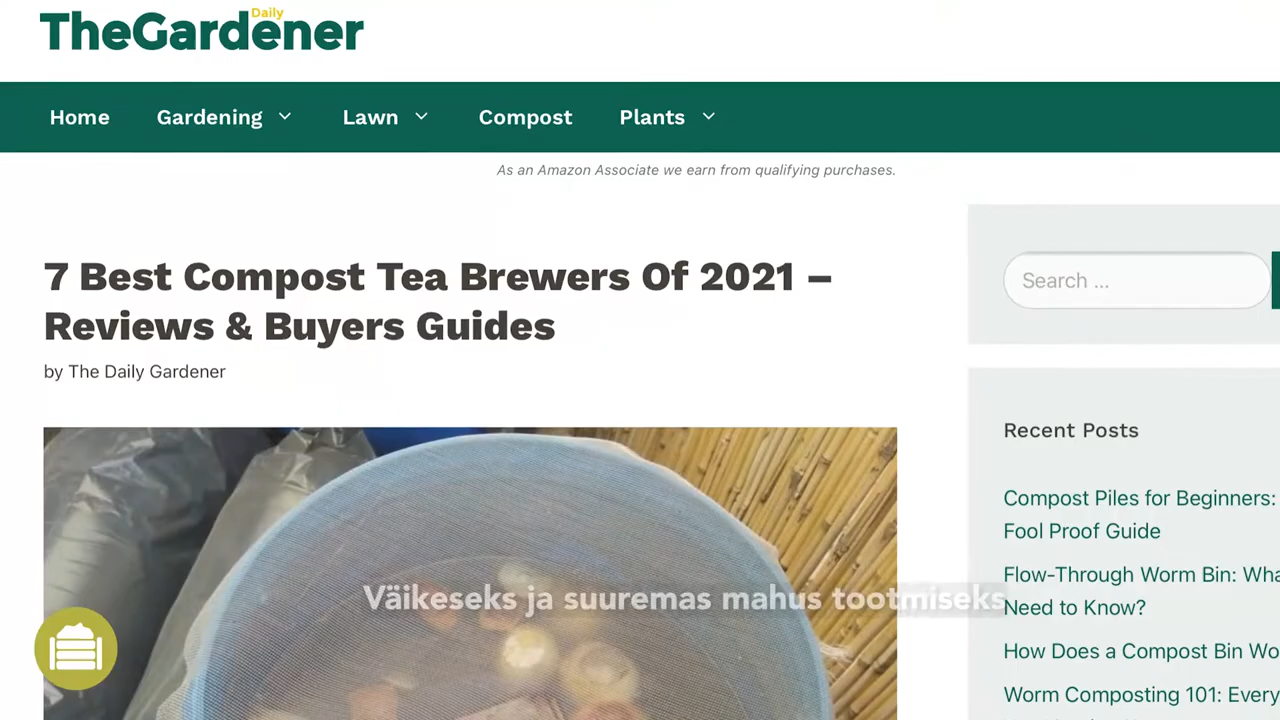 TheGardener
Daily
Home Gardening Lawn Compost Plants
As an Amazon Associate we earn from qualifying purchases.
7 Best Compost Tea Brewers Of 2021 –
Reviews & Buyers Guides
by The Daily Gardener
Search ...
Recent Posts
Compost Piles for Beginners:
Fool Proof Guide
Flow-Through Worm Bin:
Need to Know?
How Does a Compost Bin
Worm Composting 101:
Väikeseks ja suuremas mahus tootmiseks